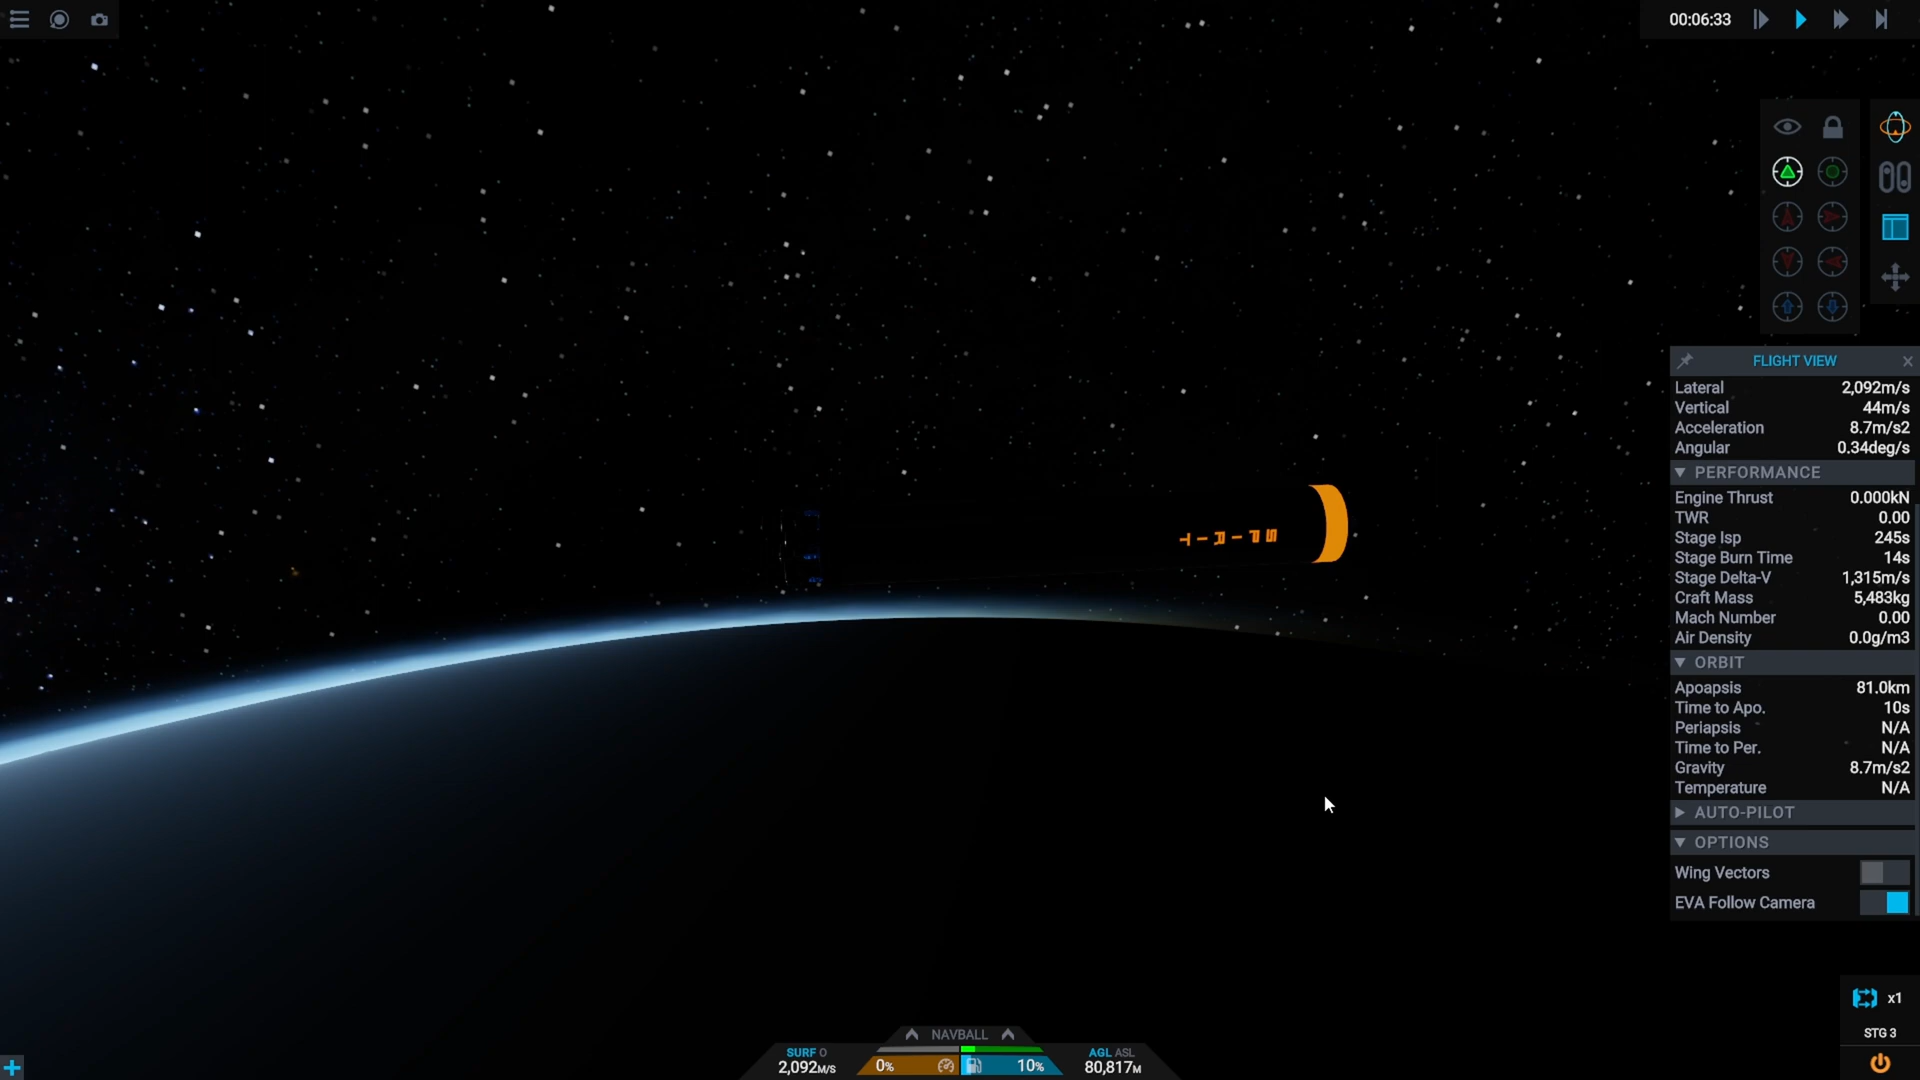 00:06:33
FLIGHT VIEW
Lateral 2,092m/s
Vertical 44m/s
Acceleration 8.7m/s2
Angular 0.34deg/s
PERFORMANCE
Engine Thrust 0.000kN
TWR 0.00
Stage Isp 245s
Stage Burn Time 14s
Stage Delta-V 1,315m/s
Craft Mass 5,483kg
Mach Number 0.00
Air Density 0.0g/m3
ORBIT
Apoapsis 81.0km
Time to Apo. 10s
Periapsis N/A
Time to Per. N/A
Gravity 8.7m/s2
Temperature N/A
AUTO-PILOT
OPTIONS
Wing Vectors
EVA Follow Camera
SPIRIT
x1
STG 3
NAVBALL
SURF O
2,092M/S
0%
10%
AGL ASL
80,817M